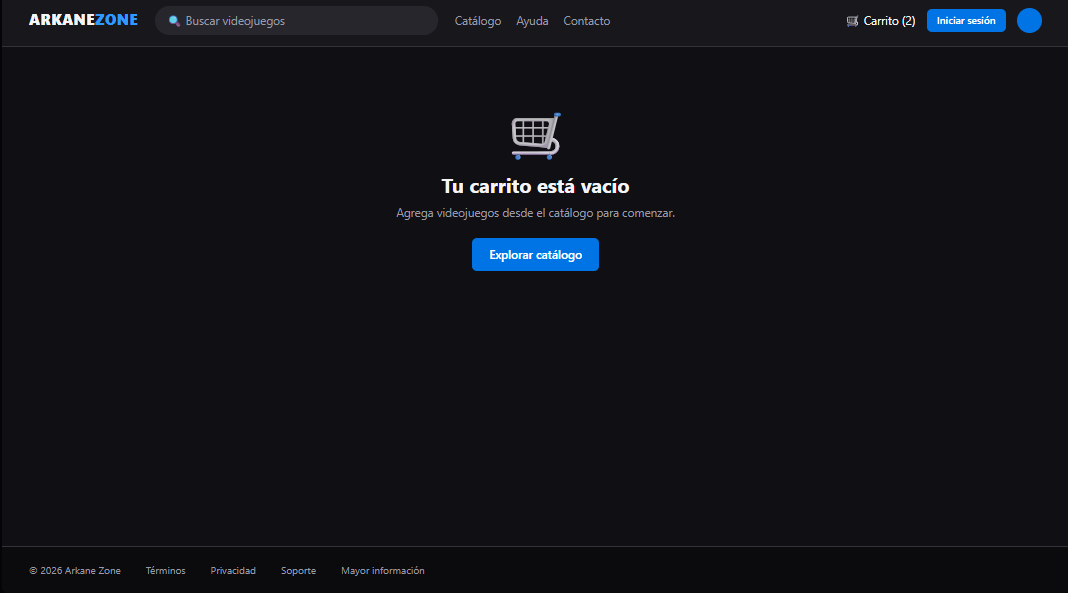 ARKANEZONE
Buscar videojuegos
Catálogo
Ayuda
Contacto
Carrito (2)
Iniciar sesión
Tu carrito está vacío
Agrega videojuegos desde el catálogo para comenzar.
Explorar catálogo
© 2026 Arkane Zone
Términos
Privacidad
Soporte
Mayor información